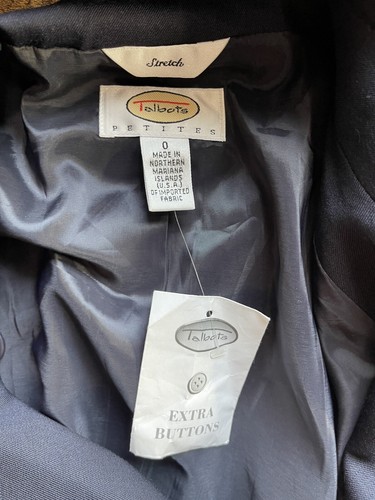 Stretch
Talbots
PETITES
0
MADE IN
NORTHERN
MARIANA
ISLANDS
(U.S.A.)
OF IMPORTED
FABRIC
Talbots
EXTRA
BUTTONS